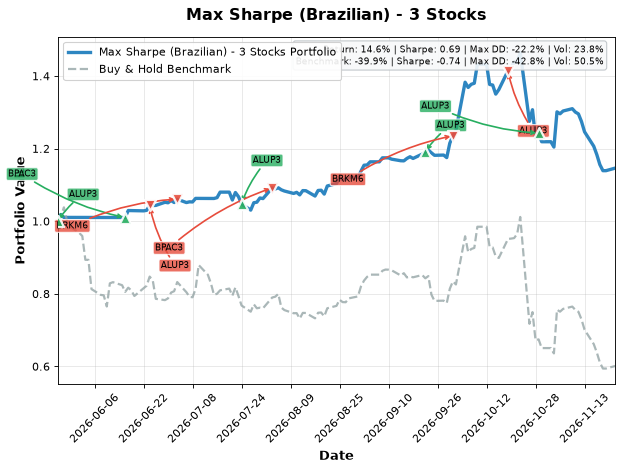 Max Sharpe (Brazilian) - 3 Stocks
Max Sharpe (Brazilian) - 3 Stocks Portfolio
Buy & Hold Benchmark
14.6% | Sharpe: 0.69 | Max DD: -22.2% | Vol: 23.8%
-39.9% | Sharpe: -0.74 | Max DD: -42.8% | Vol: 50.5%
1.4
1.2
1.0
0.8
0.6
Portfolio Value
BPAC3
ALUP3
BRKM6
BPAC3
ALUP3
ALUP3
BRKM6
ALUP3
ALUP3
ALUP3
2026-06-06
2026-06-22
2026-07-08
2026-07-24
2026-08-09
2026-08-25
2026-09-10
2026-09-26
2026-10-12
2026-10-28
2026-11-13
Date